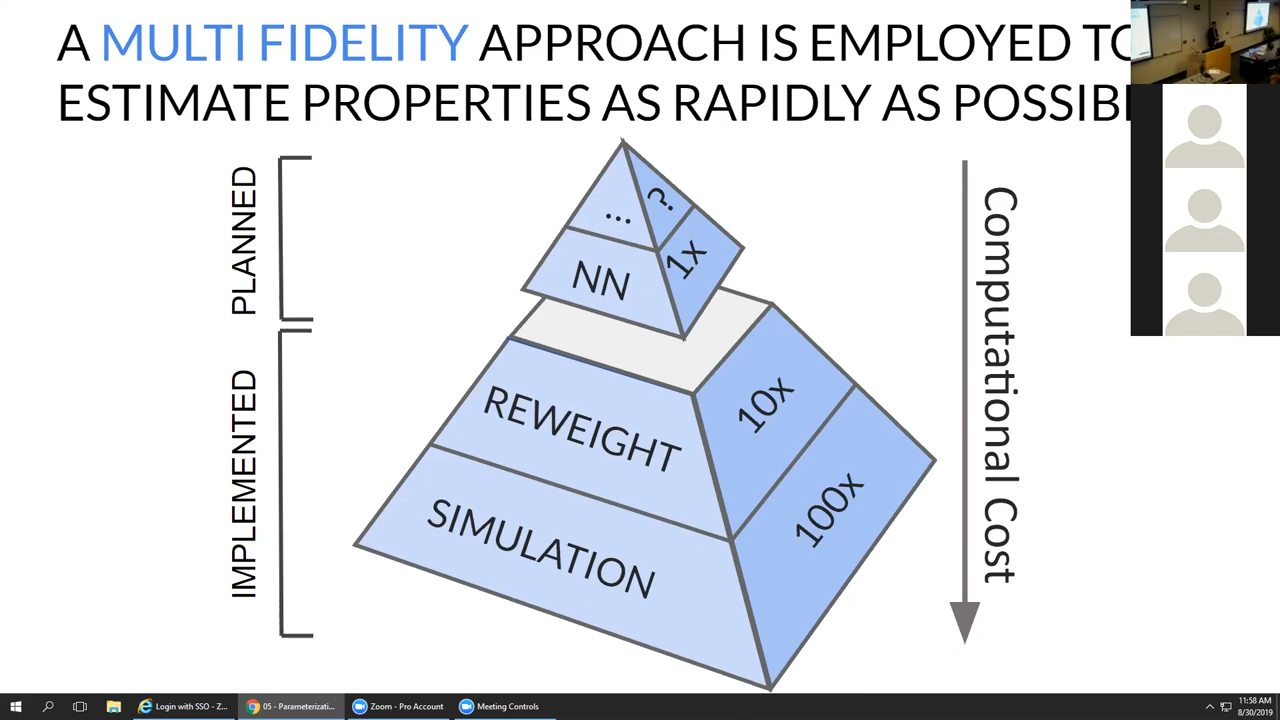 A MULTI FIDELITY APPROACH IS EMPLOYED TO
ESTIMATE PROPERTIES AS RAPIDLY AS
PLANNED
... ?
NN 1x
REWEIGHT 10x
SIMULATION 100x
IMPLEMENTED
Computational Cost
Login with SSO - Z...
05 - Parameterizati...
Zoom - Pro Account
Meeting Controls
11:58 AM
8/30/2019